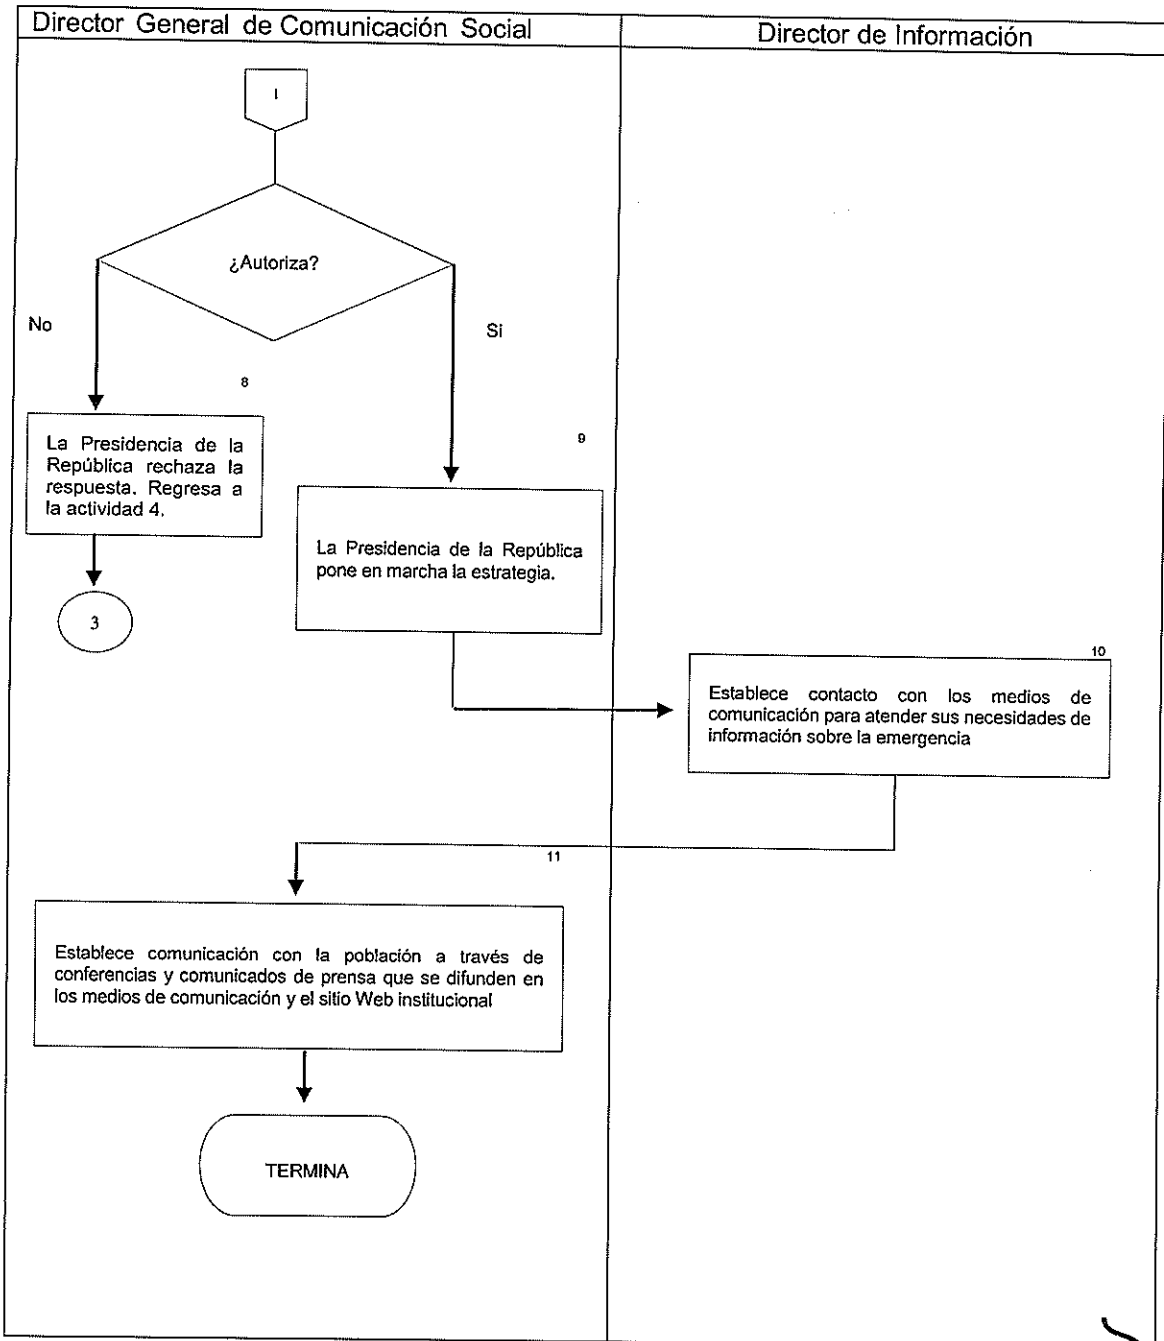 Director General de Comunicación Social
Director de Información
1
¿Autoriza?
No
Si
8
La Presidencia de la
República rechaza la
respuesta. Regresa a
la actividad 4.
3
9
La Presidencia de la República
pone en marcha la estrategia.
10
Establece contacto con los medios de
comunicación para atender sus necesidades de
información sobre la emergencia
11
Establece comunicación con la población a través de
conferencias y comunicados de prensa que se difunden en
los medios de comunicación y el sitio Web institucional
TERMINA